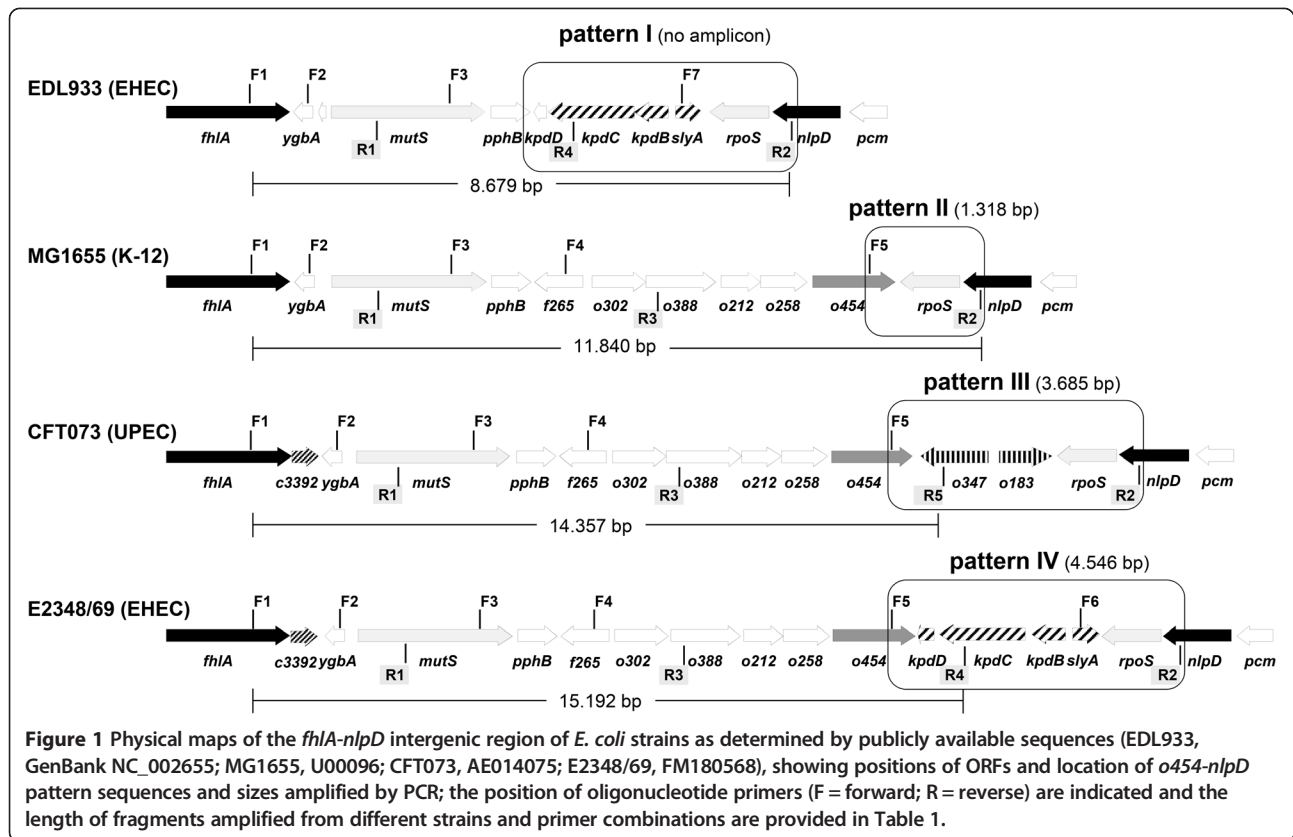 pattern I (no amplicon)
EDL933 (EHEC)
F1 F2 F3 F7
fhlA ygbA mutS pphB kpdD kpdC kpdB slyA rpoS nlpD pcm
R1 R4 R2
8.679 bp
pattern II (1.318 bp)
MG1655 (K-12)
F1 F2 F3 F4 F5
fhlA ygbA mutS pphB f265 o302 o388 o212 o258 o454 rpoS nlpD pcm
R1 R3 R2
11.840 bp
pattern III (3.685 bp)
CFT073 (UPEC)
F1 F2 F3 F4 F5
fhlA c3392 ygbA mutS pphB f265 o302 o388 o212 o258 o454 o347 o183 rpoS nlpD pcm
R1 R3 R5 R2
14.357 bp
pattern IV (4.546 bp)
E2348/69 (EHEC)
F1 F2 F3 F4 F5 F6
fhlA c3392 ygbA mutS pphB f265 o302 o388 o212 o258 o454 kpdD kpdC kpdB slyA rpoS nlpD pcm
R1 R3 R4 R2
15.192 bp
Figure 1 Physical maps of the fhlA-nlpD intergenic region of E. coli strains as determined by publicly available sequences (EDL933,
GenBank NC_002655; MG1655, U00096; CFT073, AE014075; E2348/69, FM180568), showing positions of ORFs and location of o454-nlpD
pattern sequences and sizes amplified by PCR; the position of oligonucleotide primers (F = forward; R = reverse) are indicated and the
length of fragments amplified from different strains and primer combinations are provided in Table 1.